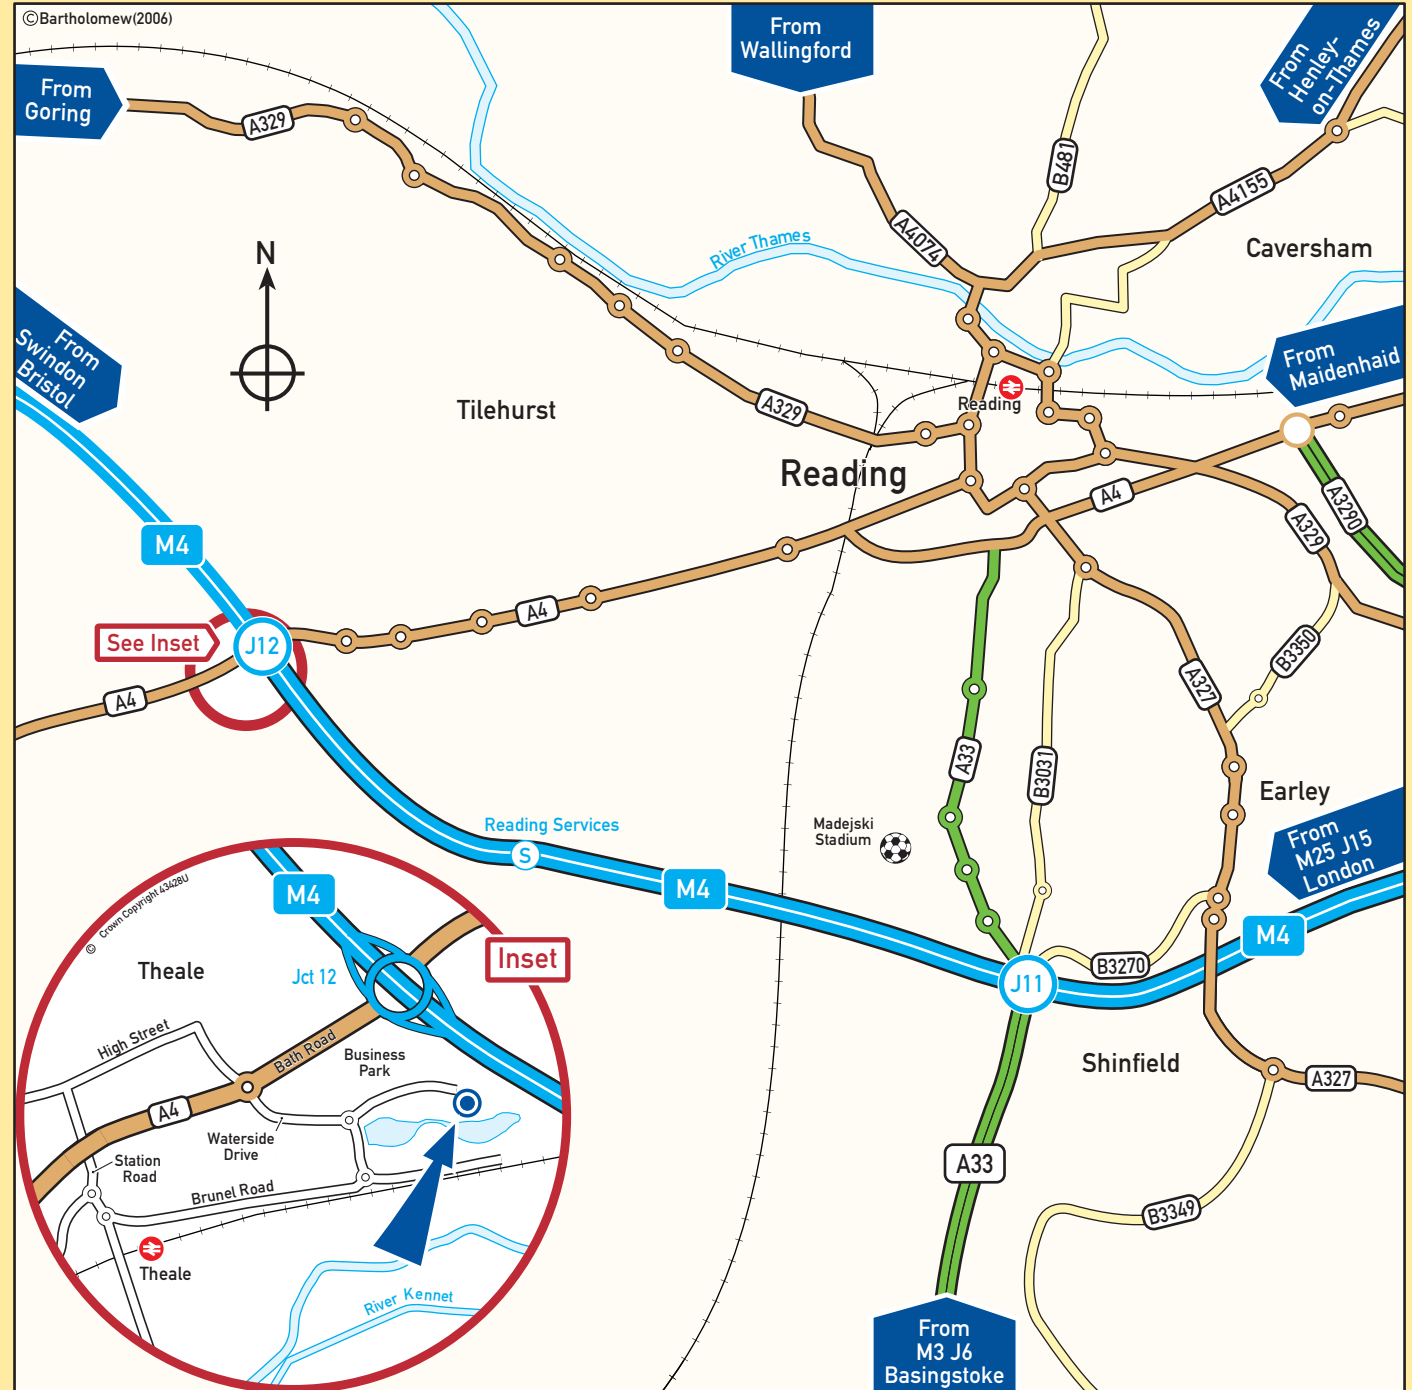 ©Bartholomew(2006)
From
Wallingford
From
Henley-
on-Thames
From
Goring
A329
B481
A4155
A4074
River Thames
Caversham
N
From
Swindon
Bristol
From
Maidenhaid
Tilehurst
A329
Reading
Reading
A4
A3290
A329
M4
See Inset
J12
A4
A4
B3350
A327
A33
B3031
Earley
Reading Services
S
Madejski
Stadium
From
M25 J15
London
M4
M4
B3270
J11
Shinfield
A327
A33
B3349
From
M3 J6
Basingstoke
© Crown Copyright 43428U
M4
Inset
Theale
Jct 12
High Street
Bath Road
Business
Park
A4
Waterside
Drive
Station
Road
Brunel Road
Theale
River Kennet